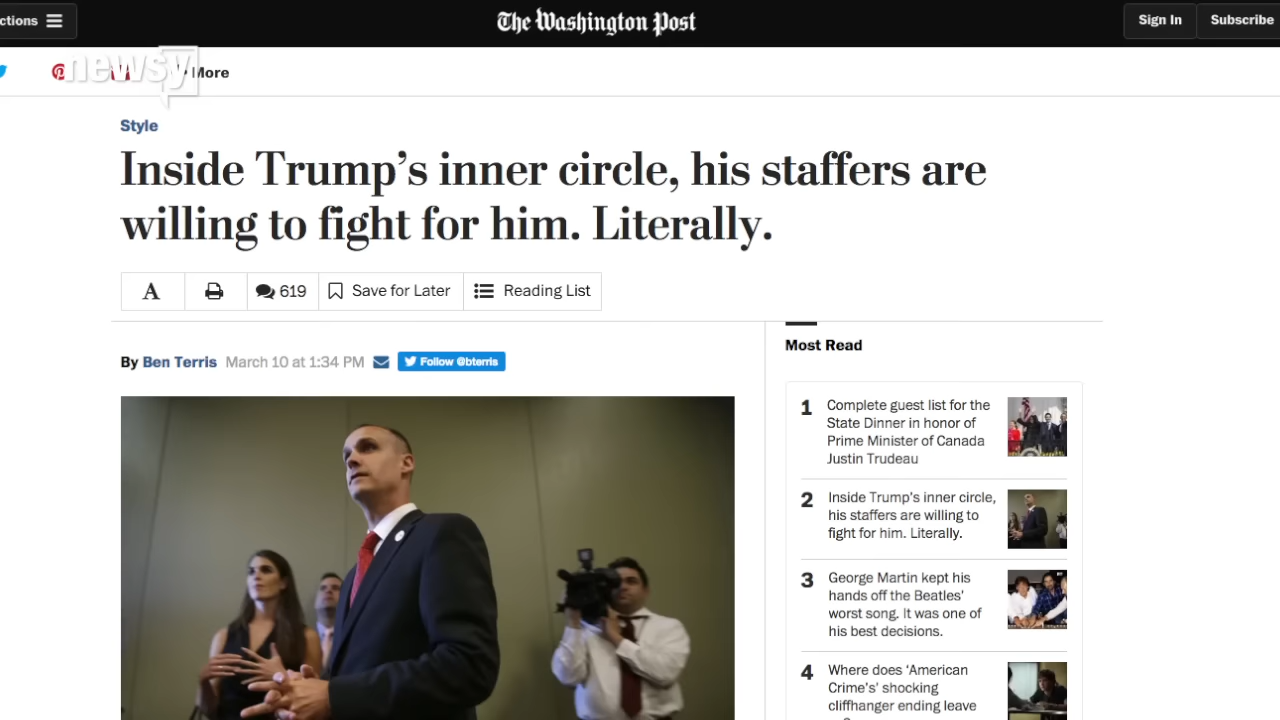 ctions
The Washington Post
Sign In
Subscribe
newsy
More
Style
Inside Trump's inner circle, his staffers are
willing to fight for him. Literally.
A
619
Save for Later
Reading List
By Ben Terris March 10 at 1:34 PM
Follow @bterris
Most Read
1
Complete guest list for the
State Dinner in honor of
Prime Minister of Canada
Justin Trudeau
2
Inside Trump's inner circle,
his staffers are willing to
fight for him. Literally.
3
George Martin kept his
hands off the Beatles'
worst song. It was one of
his best decisions.
4
Where does 'American
Crime's' shocking
cliffhanger ending leave